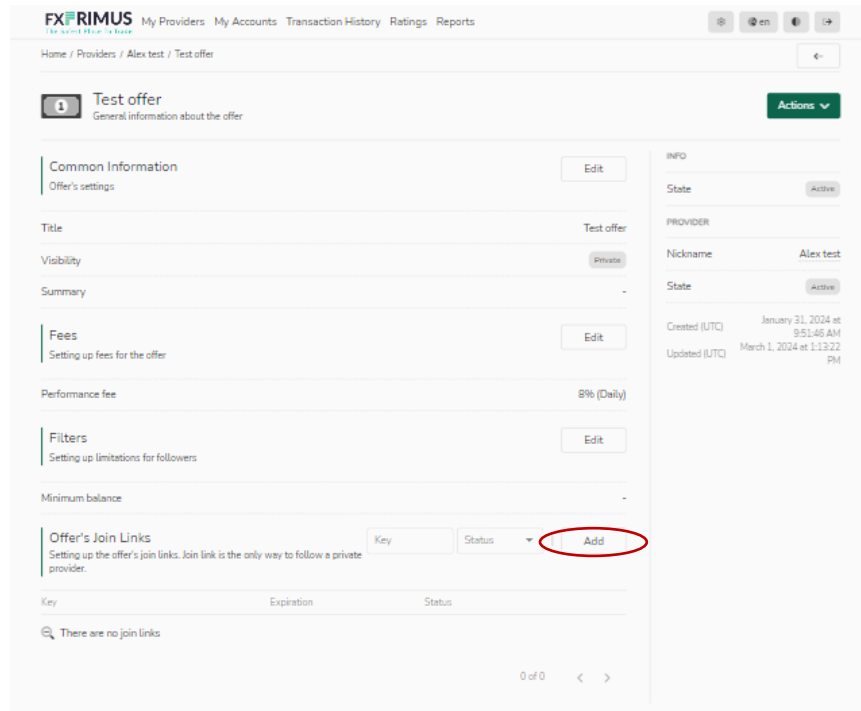 FXPRIMUS My Providers My Accounts Transaction History Ratings Reports en
The Safest Place To Trade
Home / Providers / Alex test / Test offer
1 Test offer Actions
General information about the offer
Common Information Edit
Offer's settings
Title Test offer
Visibility Private
Summary -
Fees Edit
Setting up fees for the offer
Performance fee 8% (Daily)
Filters Edit
Setting up limitations for followers
Minimum balance -
Offer's Join Links Key Status Add
Setting up the offer's join links. Join link is the only way to follow a private
provider.
Key Expiration Status
There are no join links
0 of 0
INFO
State Active
PROVIDER
Nickname Alex test
State Active
Created (UTC) January 31, 2024 at
9:51:46 AM
Updated (UTC) March 1, 2024 at 1:13:22
PM